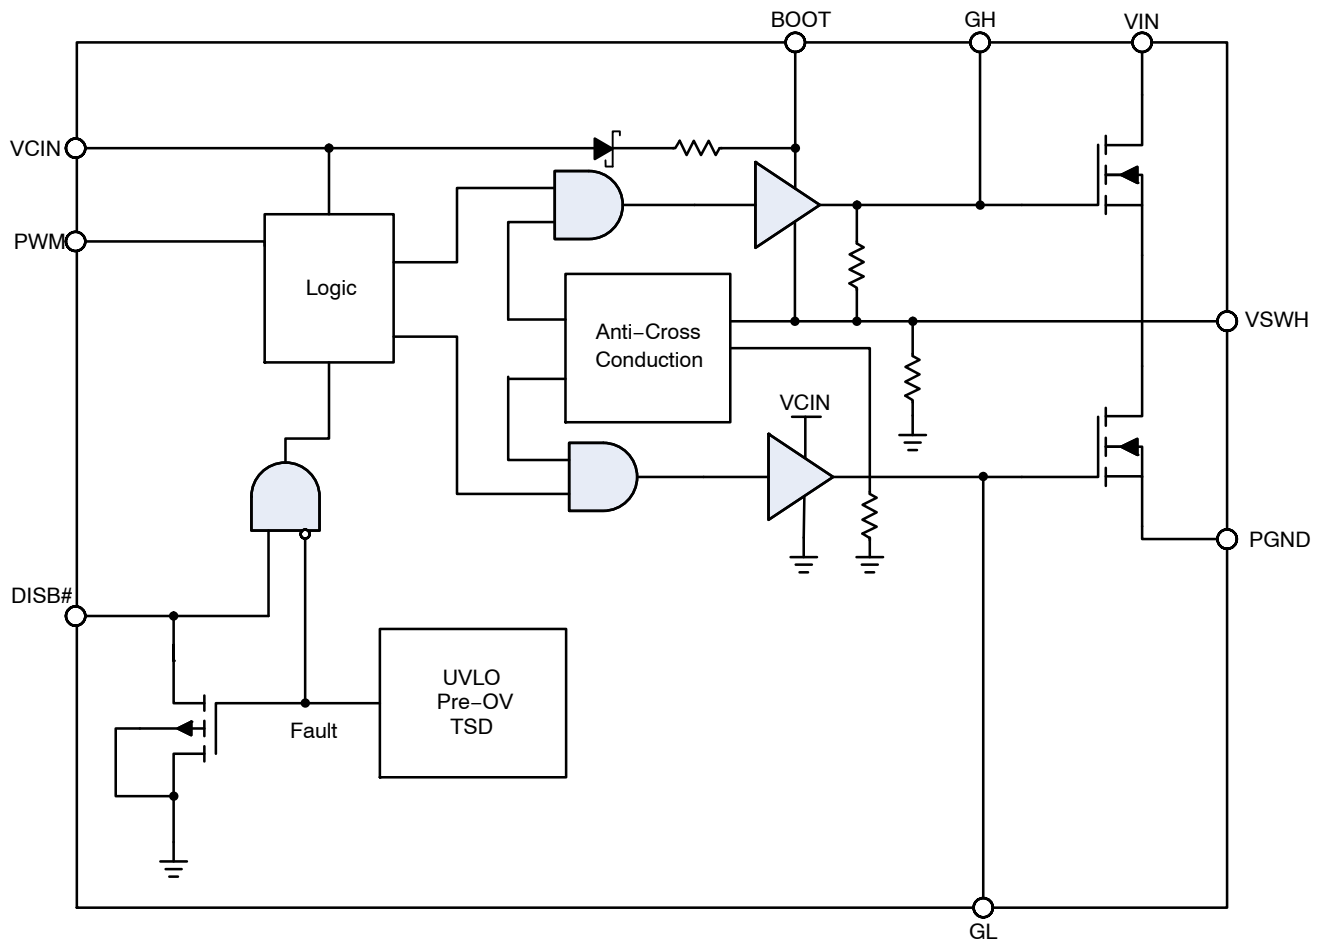 BOOT
GH
VIN
VCIN
PWM
Logic
Anti−Cross
Conduction
VSWH
VCIN
PGND
DISB#
UVLO
Pre−OV
TSD
Fault
GL